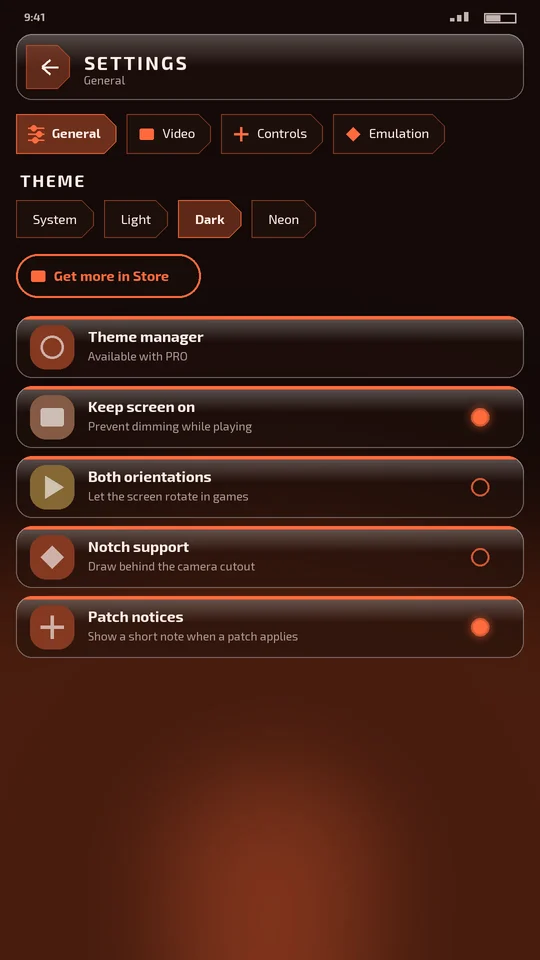 9:41
SETTINGS
General
General
Video
Controls
Emulation
THEME
System
Light
Dark
Neon
Get more in Store
Theme manager
Available with PRO
Keep screen on
Prevent dimming while playing
Both orientations
Let the screen rotate in games
Notch support
Draw behind the camera cutout
Patch notices
Show a short note when a patch applies